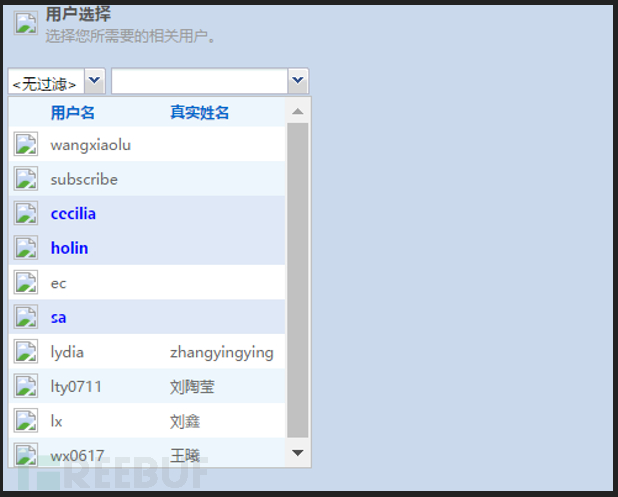 用户选择
选择您所需要的相关用户。
<无过滤>
用户名 真实姓名
wangxiaolu
subscribe
cecilia
holin
ec
sa
lydia zhangyingying
lty0711 刘陶莹
lx 刘鑫
wx0617 王曦
FREEBUF